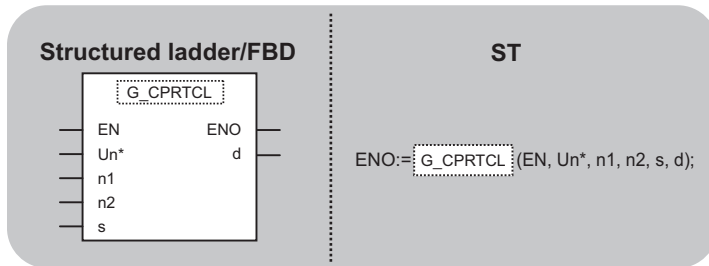 Structured ladder/FBD
G_CPRTCL
EN ENO
Un* d
n1
n2
s
ST
ENO:= G_CPRTCL (EN, Un*, n1, n2, s, d);